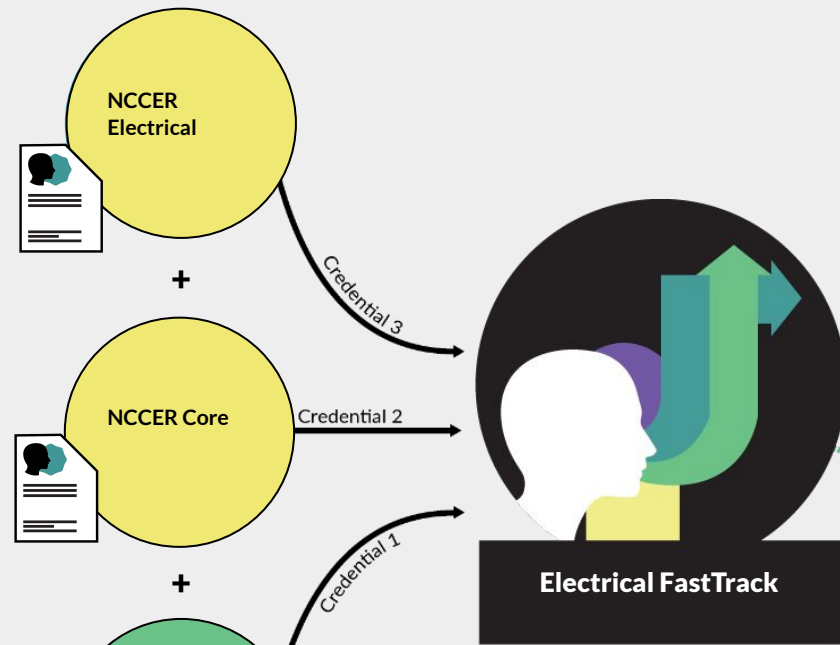 NCCER
Electrical
Credential 3
+
NCCER Core
Credential 2
+
Credential 1
Electrical FastTrack